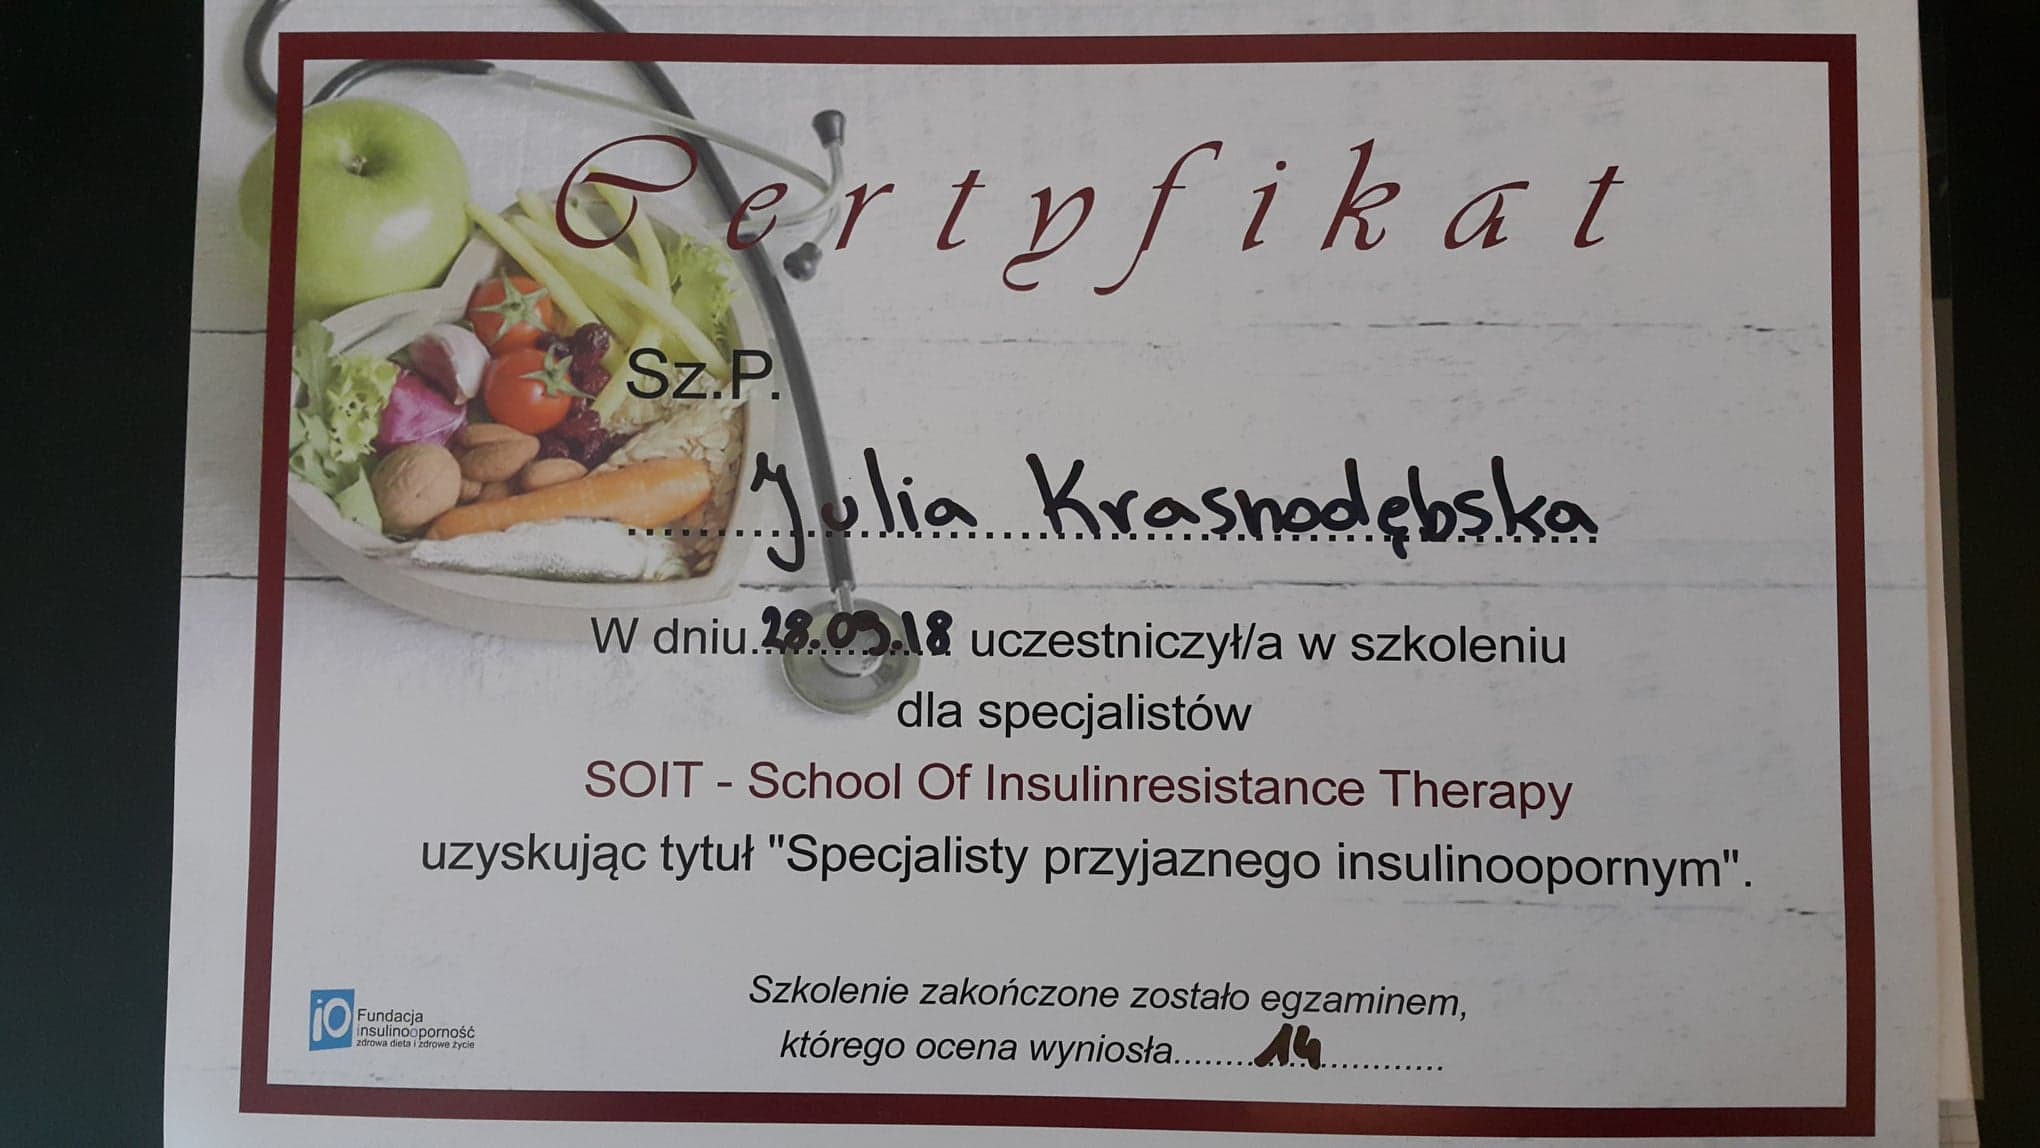 Certyfikat
Sz.P.
Julia Krasnodębska
W dniu 28.03.18 uczestniczył/a w szkoleniu
dla specjalistów
SOIT - School Of Insulinresistance Therapy
uzyskując tytuł "Specjalisty przyjaznego insulinoopornym".
Szkolenie zakończone zostało egzaminem,
którego ocena wyniosła........14.............
iO Fundacja
insulinooporność
zdrowa dieta i zdrowe życie